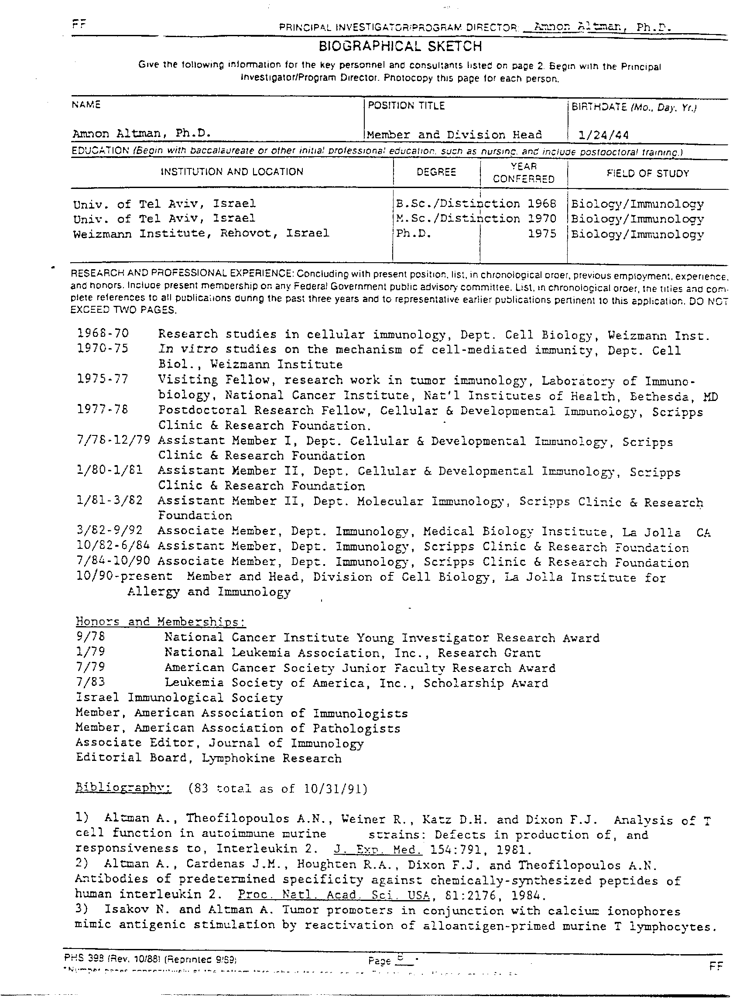 FF
PRINCIPAL INVESTIGATOR/PROGRAM DIRECTOR Amnon Altman, Ph.D.
BIOGRAPHICAL SKETCH
Give the following information for the key personnel and consultants listed on page 2. Begin with the Principal
Investigator/Program Director. Photocopy this page for each person.
NAME POSITION TITLE BIRTHDATE (Mo., Day, Yr.)
Amnon Altman, Ph.D. Member and Division Head 1/24/44
EDUCATION (Begin with baccalaureate or other initial professional education, such as nursing, and include postdoctoral training.)
INSTITUTION AND LOCATION DEGREE YEAR CONFERRED FIELD OF STUDY
Univ. of Tel Aviv, Israel B.Sc./Distinction 1968 Biology/Immunology
Univ. of Tel Aviv, Israel M.Sc./Distinction 1970 Biology/Immunology
Weizmann Institute, Rehovot, Israel Ph.D. 1975 Biology/Immunology
RESEARCH AND PROFESSIONAL EXPERIENCE: Concluding with present position, list, in chronological order, previous employment, experience,
and honors. Include present membership on any Federal Government public advisory committee. List, in chronological order, the titles and com-
plete references to all publications during the past three years and to representative earlier publications pertinent to this application. DO NOT
EXCEED TWO PAGES.
1968-70 Research studies in cellular immunology, Dept. Cell Biology, Weizmann Inst.
1970-75 In vitro studies on the mechanism of cell-mediated immunity, Dept. Cell
Biol., Weizmann Institute
1975-77 Visiting Fellow, research work in tumor immunology, Laboratory of Immuno-
biology, National Cancer Institute, Nat'l Institutes of Health, Bethesda, MD
1977-78 Postdoctoral Research Fellow, Cellular & Developmental Immunology, Scripps
Clinic & Research Foundation.
7/78-12/79 Assistant Member I, Dept. Cellular & Developmental Immunology, Scripps
Clinic & Research Foundation
1/80-1/81 Assistant Member II, Dept. Cellular & Developmental Immunology, Scripps
Clinic & Research Foundation
1/81-3/82 Assistant Member II, Dept. Molecular Immunology, Scripps Clinic & Research
Foundation
3/82-9/92 Associate Member, Dept. Immunology, Medical Biology Institute, La Jolla CA
10/82-6/84 Assistant Member, Dept. Immunology, Scripps Clinic & Research Foundation
7/84-10/90 Associate Member, Dept. Immunology, Scripps Clinic & Research Foundation
10/90-present Member and Head, Division of Cell Biology, La Jolla Institute for
Allergy and Immunology
Honors and Memberships:
9/78 National Cancer Institute Young Investigator Research Award
1/79 National Leukemia Association, Inc., Research Grant
7/79 American Cancer Society Junior Faculty Research Award
7/83 Leukemia Society of America, Inc., Scholarship Award
Israel Immunological Society
Member, American Association of Immunologists
Member, American Association of Pathologists
Associate Editor, Journal of Immunology
Editorial Board, Lymphokine Research
Bibliography: (83 total as of 10/31/91)
1) Altman A., Theofilopoulos A.N., Weiner R., Katz D.H. and Dixon F.J. Analysis of T
cell function in autoimmune murine strains: Defects in production of, and
responsiveness to, Interleukin 2. J. Exp. Med. 154:791, 1981.
2) Altman A., Cardenas J.M., Houghten R.A., Dixon F.J. and Theofilopoulos A.N.
Antibodies of predetermined specificity against chemically-synthesized peptides of
human interleukin 2. Proc. Natl. Acad. Sci. USA, 81:2176, 1984.
3) Isakov N. and Altman A. Tumor promoters in conjunction with calcium ionophores
mimic antigenic stimulation by reactivation of alloantigen-primed murine T lymphocytes.
PHS 398 (Rev. 10/88) (Reprinted 9/89) Page
FF